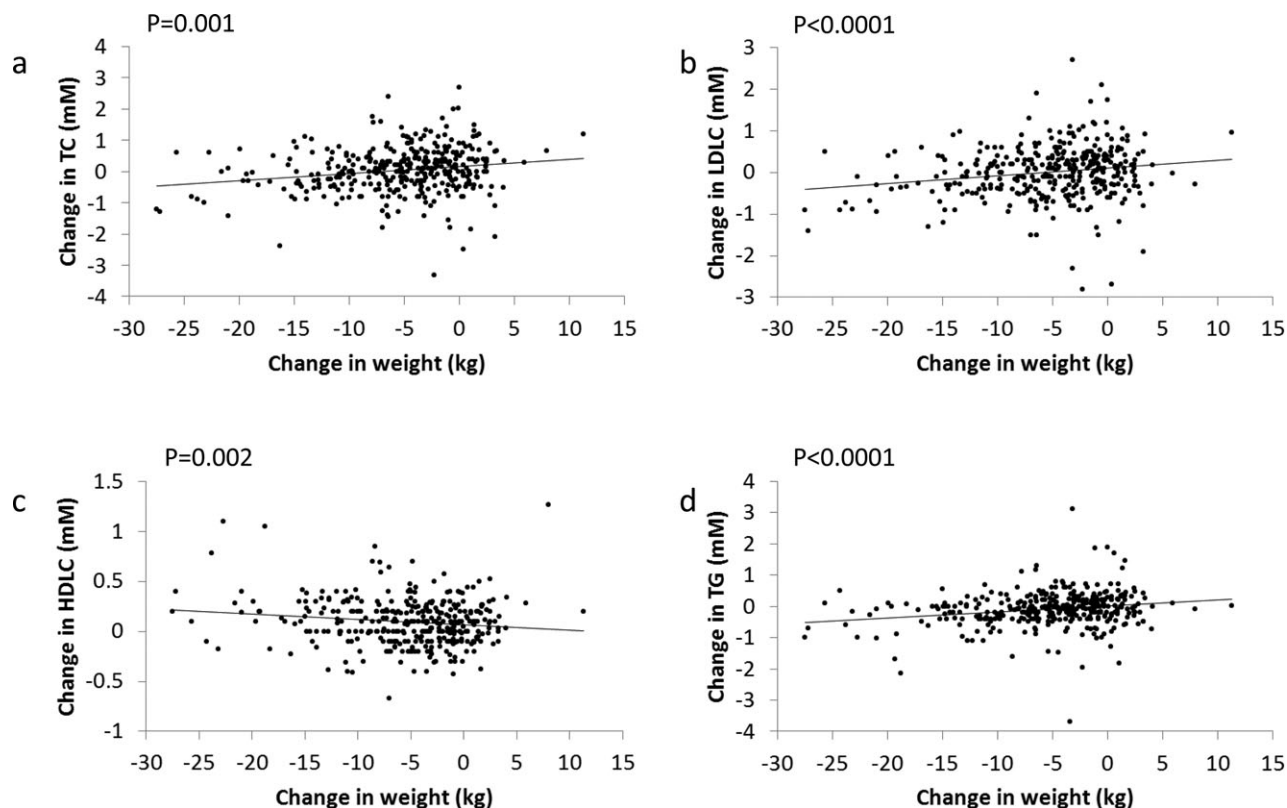 P=0.001
a
Change in TC (mM)
4
3
2
1
0
-1
-2
-3
-4
-30 -25 -20 -15 -10 -5 0 5 10 15
Change in weight (kg)
P<0.0001
b
Change in LDLC (mM)
3
2
1
0
-1
-2
-3
-30 -25 -20 -15 -10 -5 0 5 10 15
Change in weight (kg)
P=0.002
c
Change in HDLC (mM)
1.5
1
0.5
0
-0.5
-1
-30 -25 -20 -15 -10 -5 0 5 10 15
Change in weight (kg)
P<0.0001
d
Change in TG (mM)
4
3
2
1
0
-1
-2
-3
-4
-30 -25 -20 -15 -10 -5 0 5 10 15
Change in weight (kg)